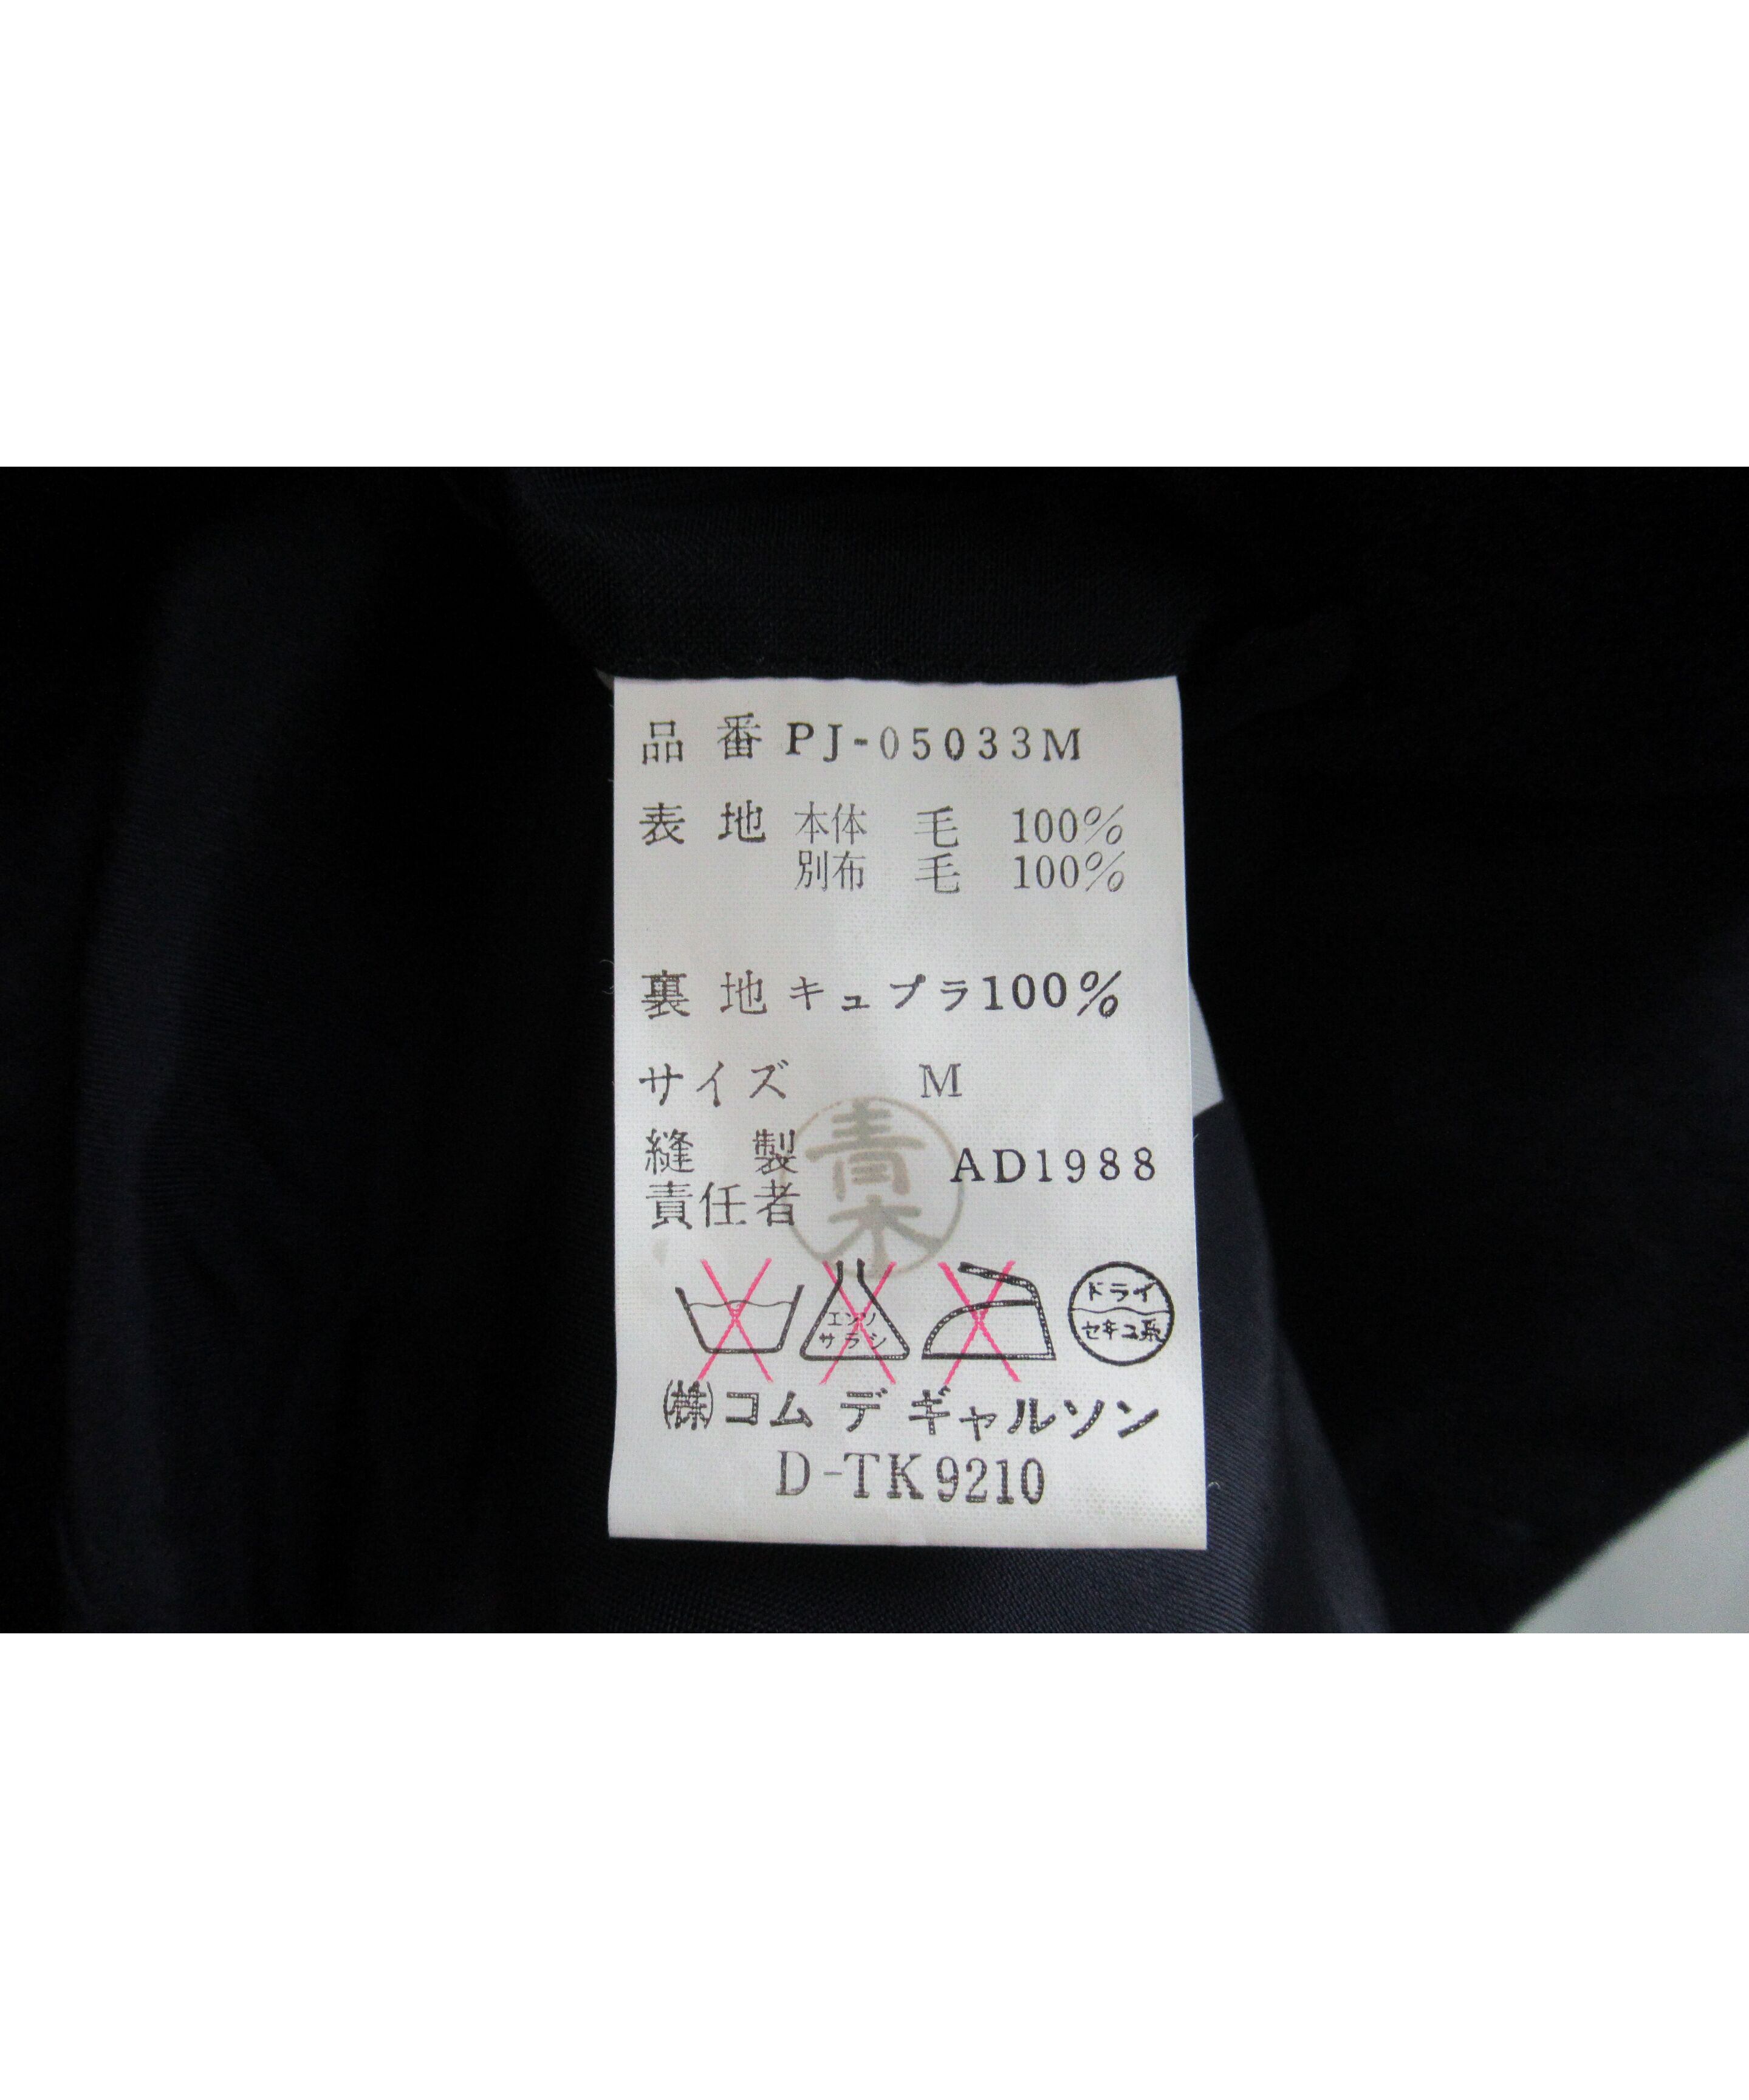 品番 PJ-05033M
表地 本体 毛 100%
別布 毛 100%
裏地 キュプラ100%
サイズ M
縫製
責任者
青木
AD1988
エンソ
サラシ
ドライ
セキユ系
㈱コム デ ギャルソン
D-TK9210